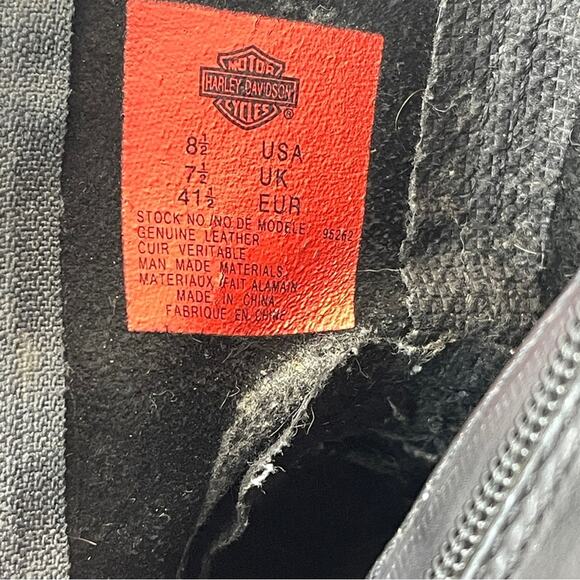 MOTOR
HARLEY-DAVIDSON
CYCLES
®
8½ USA
7½ UK
41½ EUR
STOCK NO./NO DE MODELE: 95262
GENUINE LEATHER
CUIR VERITABLE
MAN MADE MATERIALS,
MATERIAUX FAIT ALAMAIN
MADE IN CHINA
FABRIQUE EN CHINE